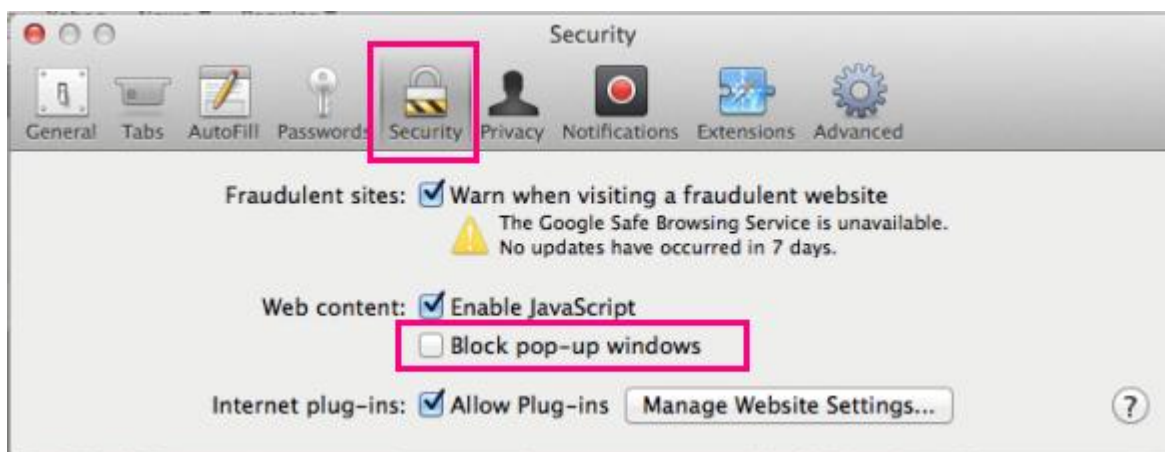 Security
General Tabs AutoFill Passwords Security Privacy Notifications Extensions Advanced
Fraudulent sites: Warn when visiting a fraudulent website
The Google Safe Browsing Service is unavailable.
No updates have occurred in 7 days.
Web content: Enable JavaScript
Block pop-up windows
Internet plug-ins: Allow Plug-ins Manage Website Settings... ?